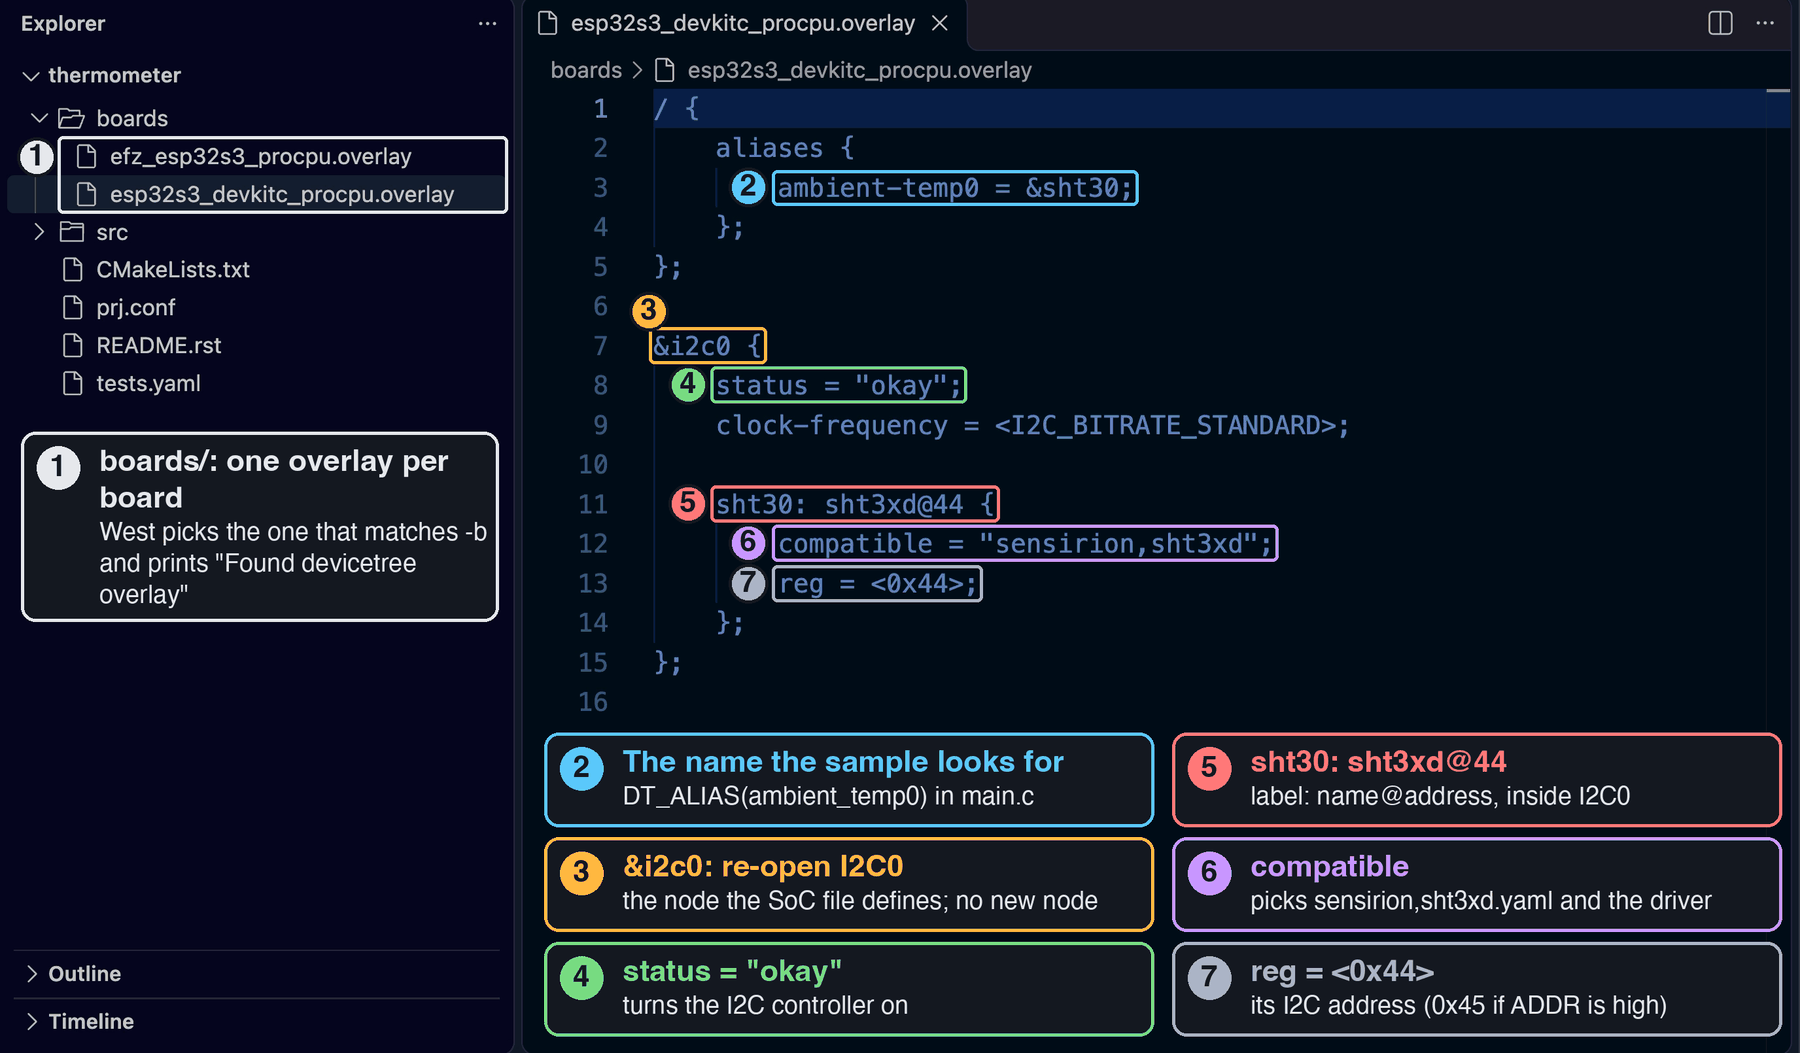 Explorer
thermometer
boards
1
efz_esp32s3_procpu.overlay
esp32s3_devkitc_procpu.overlay
src
CMakeLists.txt
prj.conf
README.rst
tests.yaml
1
boards/: one overlay per
board
West picks the one that matches -b
and prints "Found devicetree
overlay"
Outline
Timeline
esp32s3_devkitc_procpu.overlay
boards > esp32s3_devkitc_procpu.overlay
1 / {
2 aliases {
3 2 ambient-temp0 = &sht30;
4 };
5 };
6
3
7 &i2c0 {
8 4 status = "okay";
9 clock-frequency = <I2C_BITRATE_STANDARD>;
10
11 5 sht30: sht3xd@44 {
12 6 compatible = "sensirion,sht3xd";
13 7 reg = <0x44>;
14 };
15 };
16
2 The name the sample looks for
DT_ALIAS(ambient_temp0) in main.c
3 &i2c0: re-open I2C0
the node the SoC file defines; no new node
4 status = "okay"
turns the I2C controller on
5 sht30: sht3xd@44
label: name@address, inside I2C0
6 compatible
picks sensirion,sht3xd.yaml and the driver
7 reg = <0x44>
its I2C address (0x45 if ADDR is high)